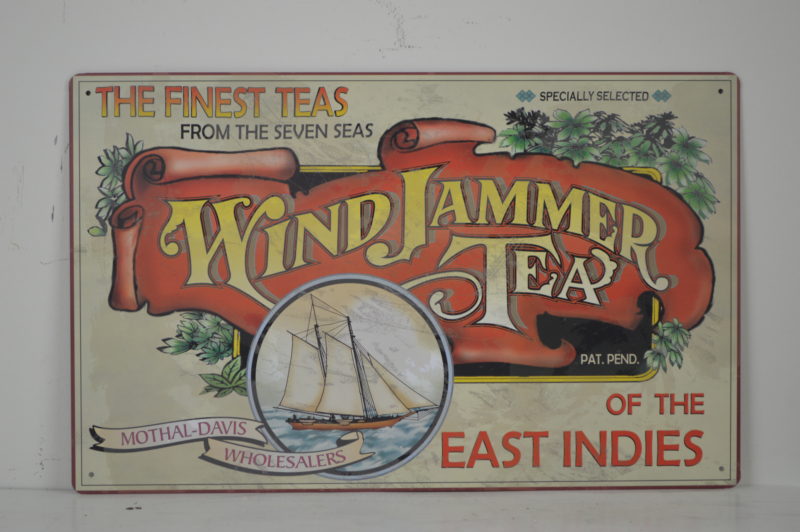 THE FINEST TEAS
FROM THE SEVEN SEAS
SPECIALLY SELECTED
WIND JAMMER
TEA
PAT. PEND.
OF THE
EAST INDIES
MOTHAL-DAVIS
WHOLESALERS